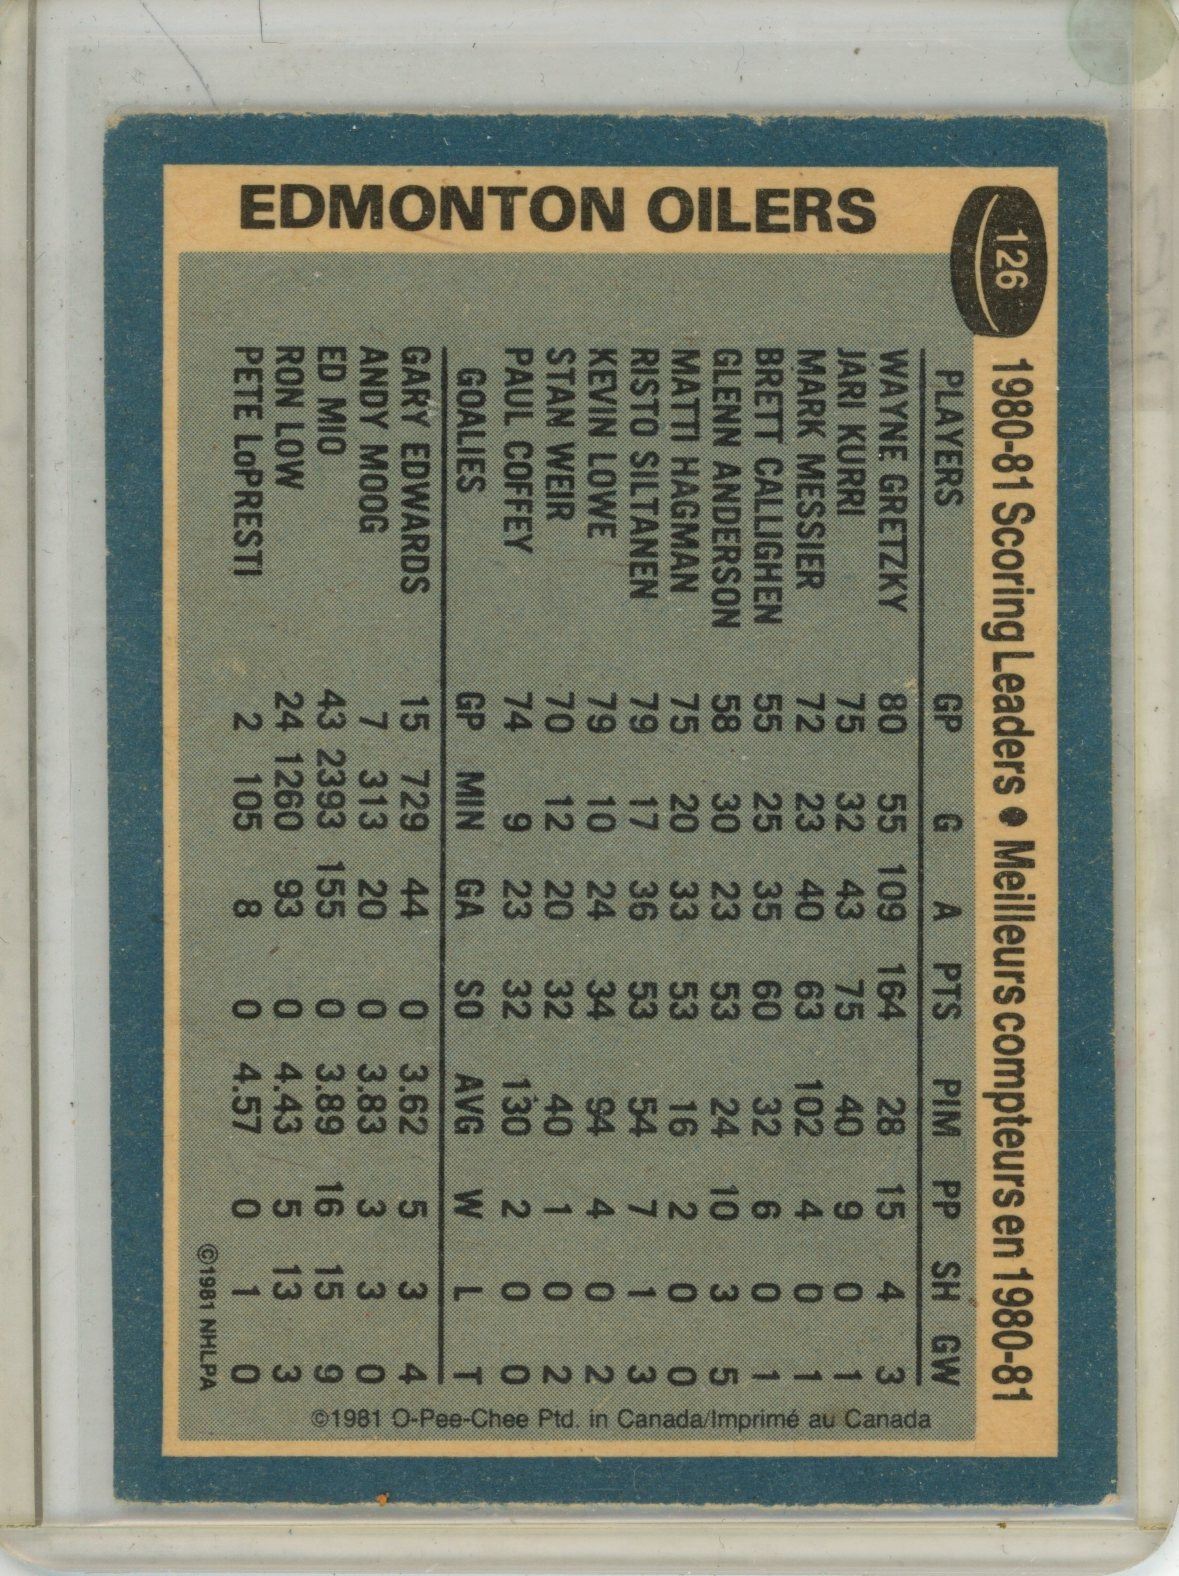 EDMONTON OILERS
126
1980-81 Scoring Leaders • Meilleurs compteurs en 1980-81
PLAYERS GP G A PTS PIM PP SH GW
WAYNE GRETZKY 80 55 109 164 28 15 4 3
JARI KURRI 75 32 43 75 40 9 0 1
MARK MESSIER 72 23 40 63 102 4 0 1
BRETT CALLIGHEN 55 25 35 60 32 6 0 1
GLENN ANDERSON 58 30 23 53 24 10 3 5
MATTI HAGMAN 75 20 33 53 16 2 0 0
RISTO SILTANEN 79 17 36 53 54 7 1 3
KEVIN LOWE 79 10 24 34 94 4 0 2
STAN WEIR 70 12 20 32 40 1 0 2
PAUL COFFEY 74 9 23 32 130 2 0 0
GOALIES GP MIN GA SO AVG W L T
GARY EDWARDS 15 729 44 0 3.62 5 3 4
ANDY MOOG 7 313 20 0 3.83 3 3 0
ED MIO 43 2393 155 0 3.89 16 15 9
RON LOW 24 1260 93 0 4.43 5 13 3
PETE LoPRESTI 2 105 8 0 4.57 0 1 0
©1981 NHLPA
©1981 O-Pee-Chee Ptd. in Canada/Imprimé au Canada